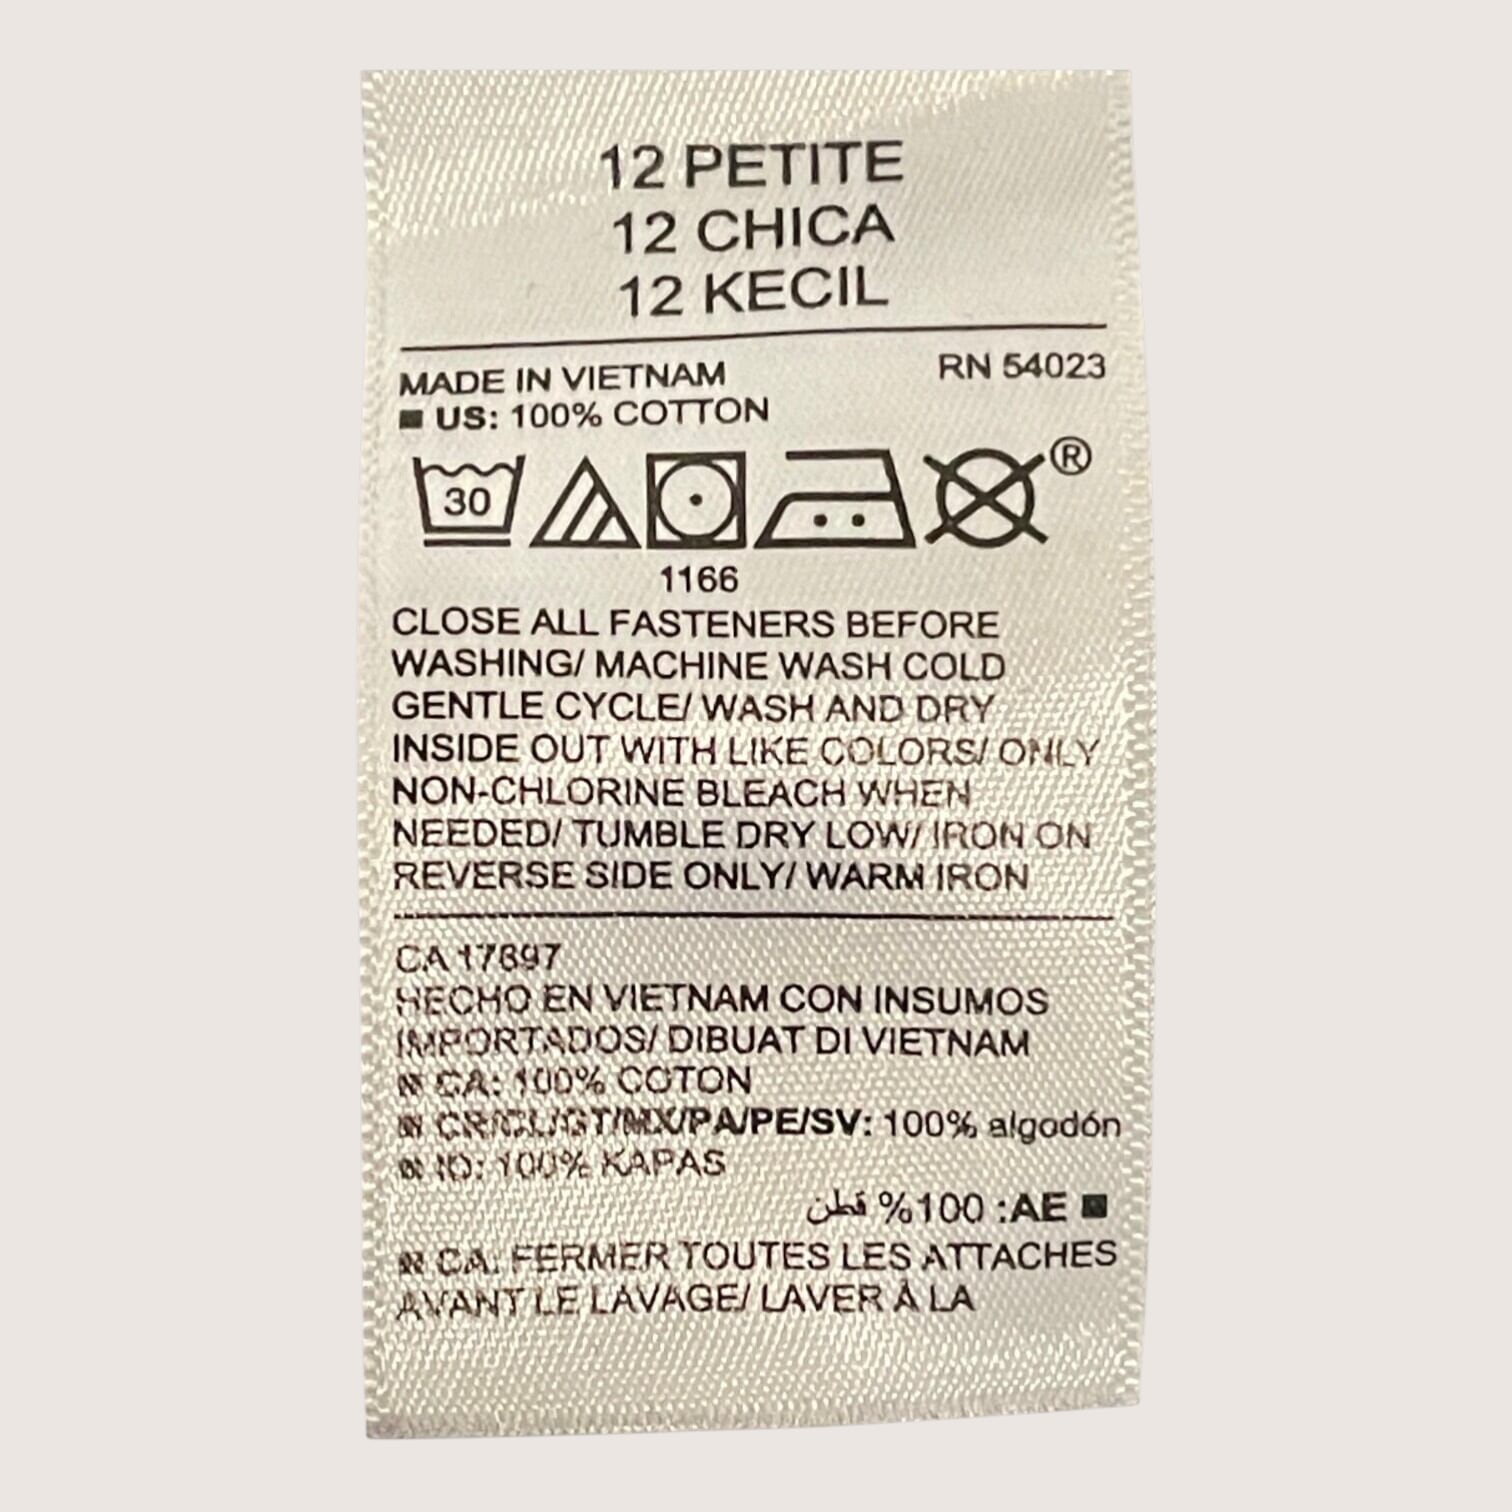 12 PETITE
12 CHICA
12 KECIL
MADE IN VIETNAM RN 54023
■ US: 100% COTTON
30
®
1166
CLOSE ALL FASTENERS BEFORE
WASHING/ MACHINE WASH COLD
GENTLE CYCLE/ WASH AND DRY
INSIDE OUT WITH LIKE COLORS/ ONLY
NON-CHLORINE BLEACH WHEN
NEEDED/ TUMBLE DRY LOW/ IRON ON
REVERSE SIDE ONLY/ WARM IRON
CA 17897
HECHO EN VIETNAM CON INSUMOS
IMPORTADOS/ DIBUAT DI VIETNAM
■ CA: 100% COTON
■ CR/CL/GT/MX/PA/PE/SV: 100% algodón
■ ID: 100% KAPAS
■ AE: 100% قطن
■ CA: FERMER TOUTES LES ATTACHES
AVANT LE LAVAGE/ LAVER À LA